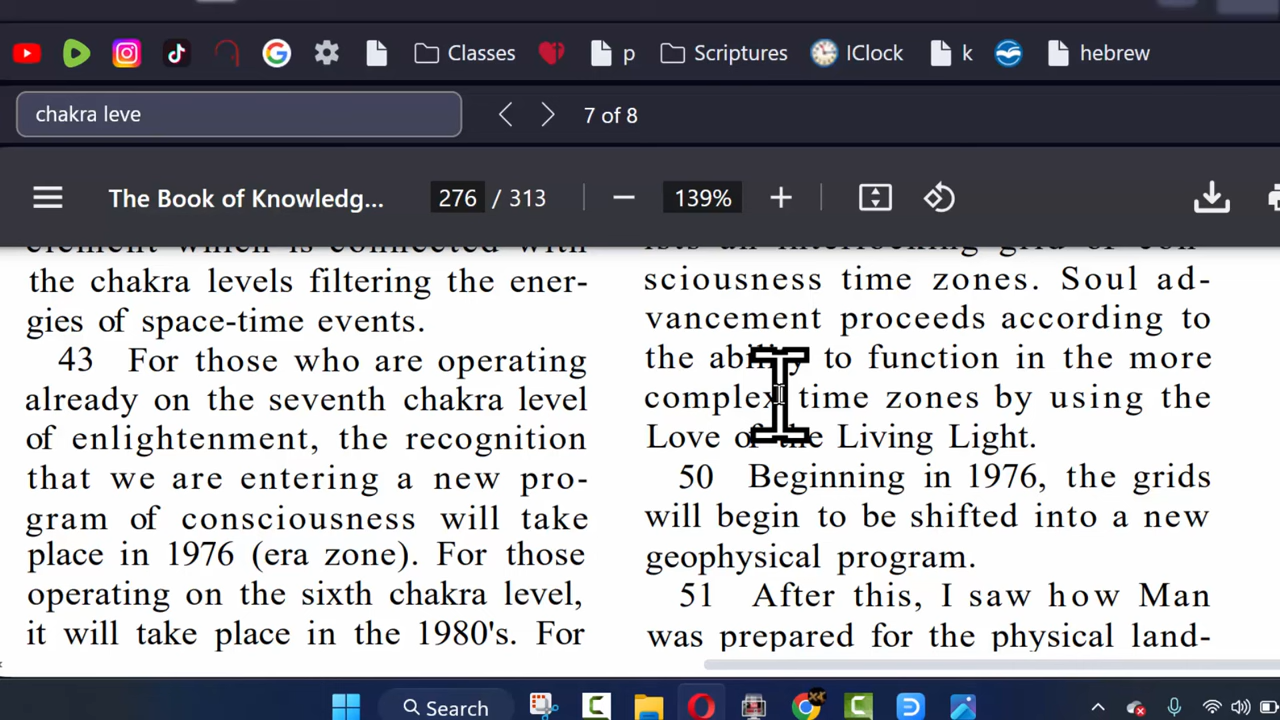 p
Classes
Scriptures
IClock
k
hebrew
chakra leve
7 of 8
The Book of Knowledg...
276 / 313
139%
the chakra levels filtering the ener-
gies of space-time events.
43 For those who are operating
already on the seventh chakra level
of enlightenment, the recognition
that we are entering a new pro-
gram of consciousness will take
place in 1976 (era zone). For those
operating on the sixth chakra level,
it will take place in the 1980's. For
sciousness time zones. Soul ad-
vancement proceeds according to
the ability to function in the more
complex time zones by using the
Love of the Living Light.
50 Beginning in 1976, the grids
will begin to be shifted into a new
geophysical program.
51 After this, I saw how Man
was prepared for the physical land-
Search